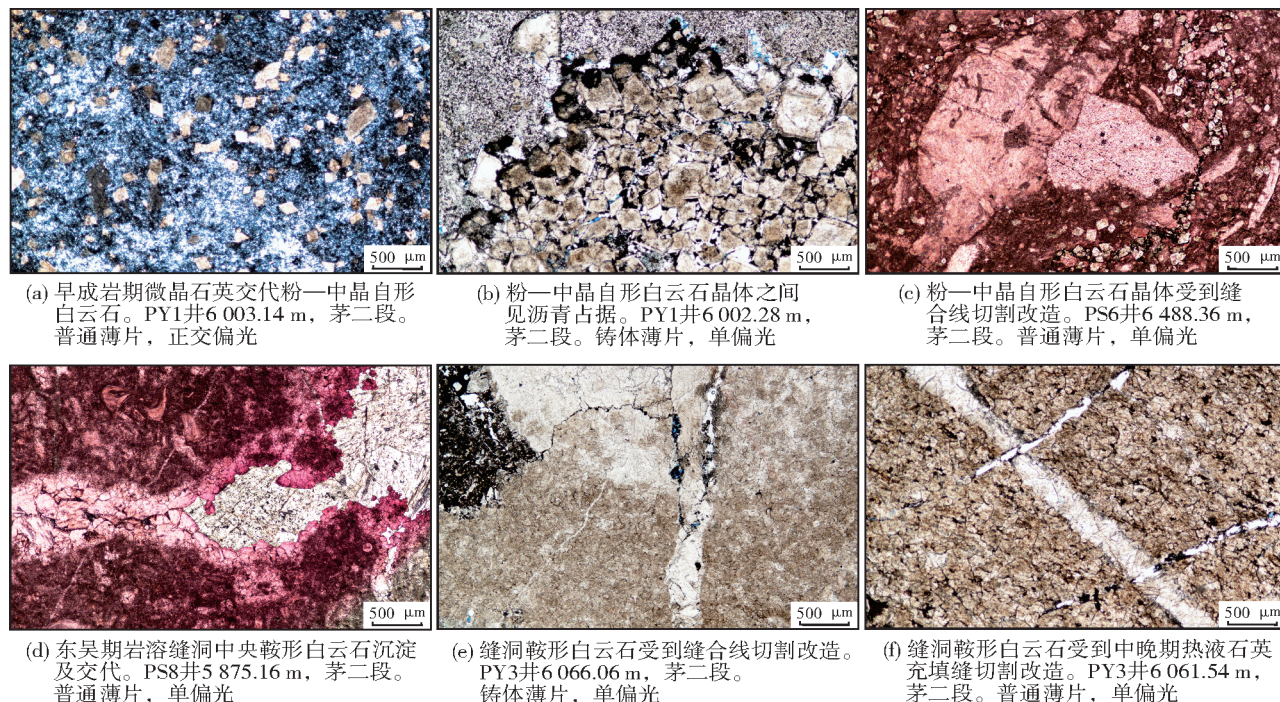 500 μm
500 μm
500 μm
(a) 早成岩期微晶石英交代粉—中晶自形
白云石。PY1井6 003.14 m，茅二段。
普通薄片，正交偏光
(b) 粉—中晶自形白云石晶体之间
见沥青占据。PY1井6 002.28 m，
茅二段。铸体薄片，单偏光
(c) 粉—中晶自形白云石晶体受到缝
合线切割改造。PS6井6 488.36 m，
茅二段。普通薄片，单偏光
500 μm
500 μm
500 μm
(d) 东吴期岩溶缝洞中央鞍形白云石沉淀
及交代。PS8井5 875.16 m，茅二段。
普通薄片，单偏光
(e) 缝洞鞍形白云石受到缝合线切割改造。
PY3井6 066.06 m，茅二段。
铸体薄片，单偏光
(f) 缝洞鞍形白云石受到中晚期热液石英
充填缝切割改造。PY3井6 061.54 m，
茅二段。普通薄片，单偏光